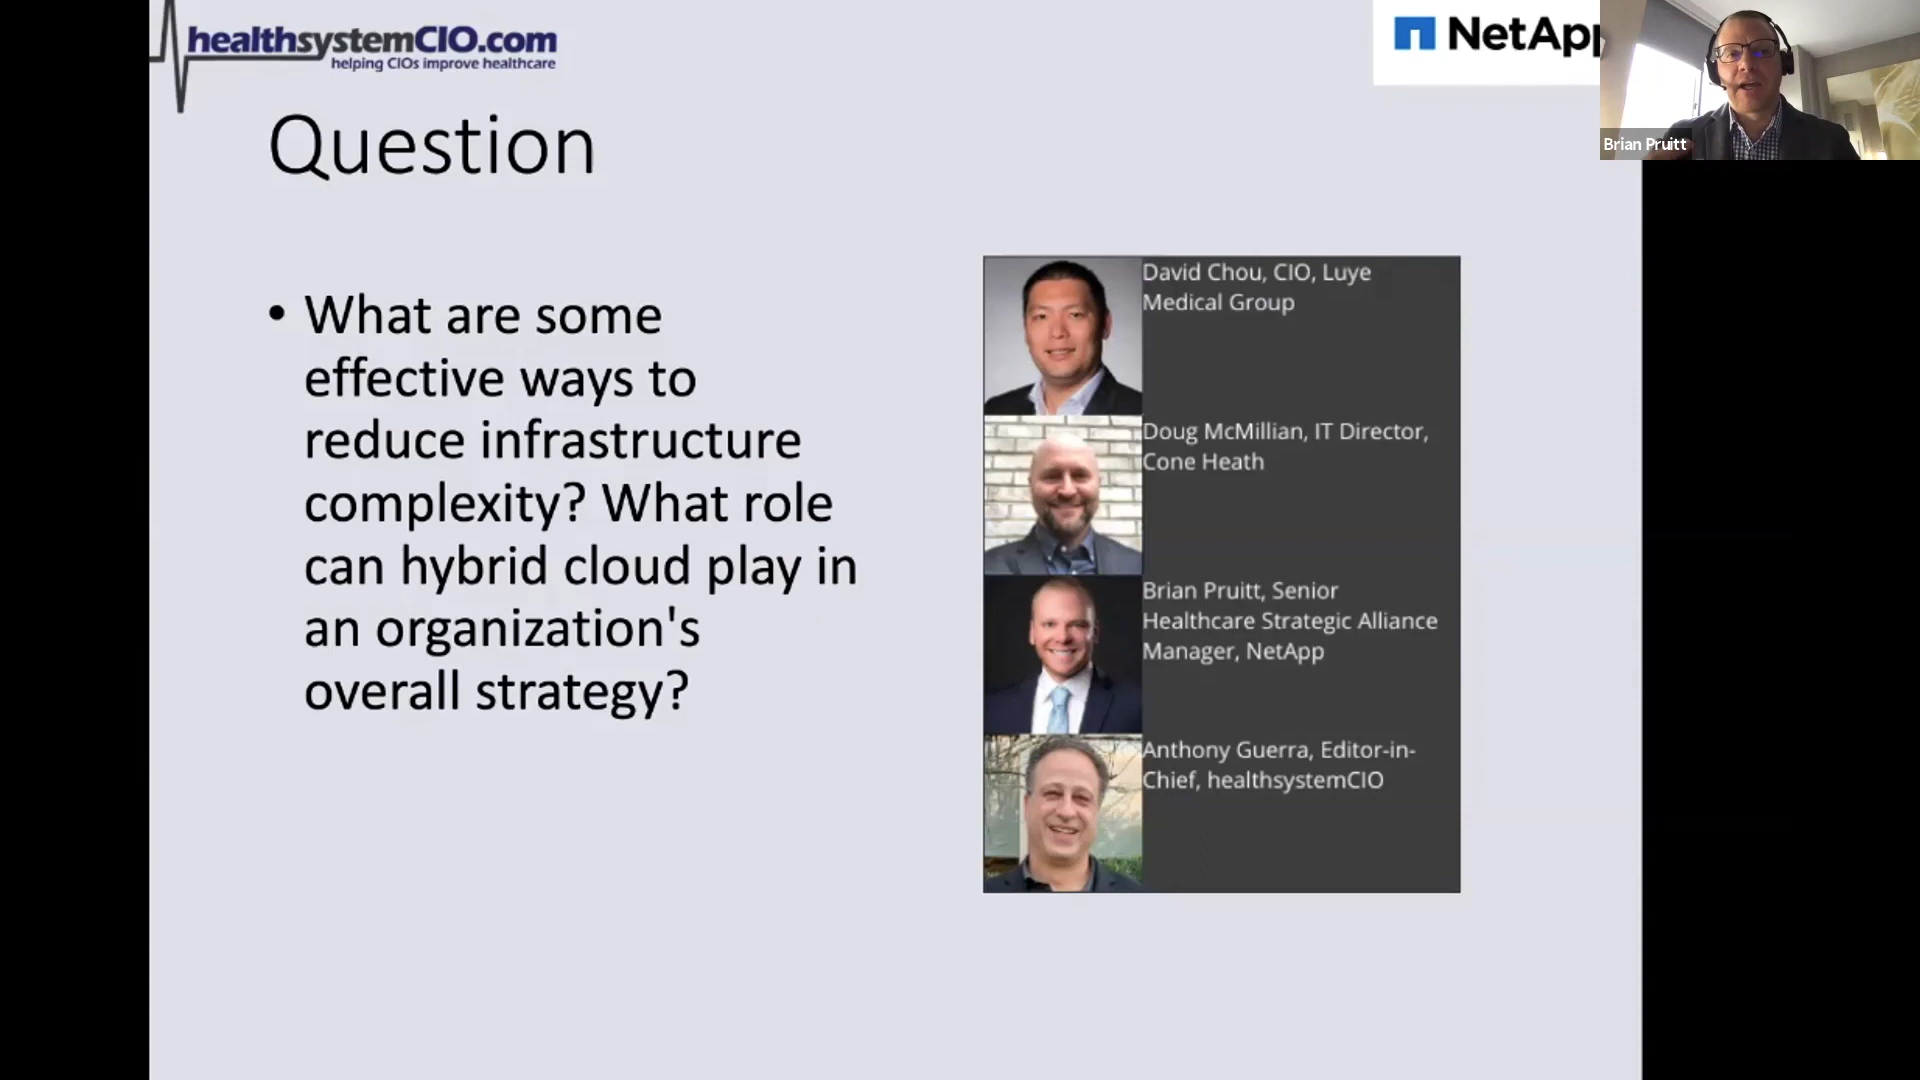 healthsystemCIO.com
helping CIOs improve healthcare
NetApp
Brian Pruitt
Question
• What are some
effective ways to
reduce infrastructure
complexity? What role
can hybrid cloud play in
an organization's
overall strategy?
David Chou, CIO, Luye
Medical Group
Doug McMillian, IT Director,
Cone Heath
Brian Pruitt, Senior
Healthcare Strategic Alliance
Manager, NetApp
Anthony Guerra, Editor-in-
Chief, healthsystemCIO